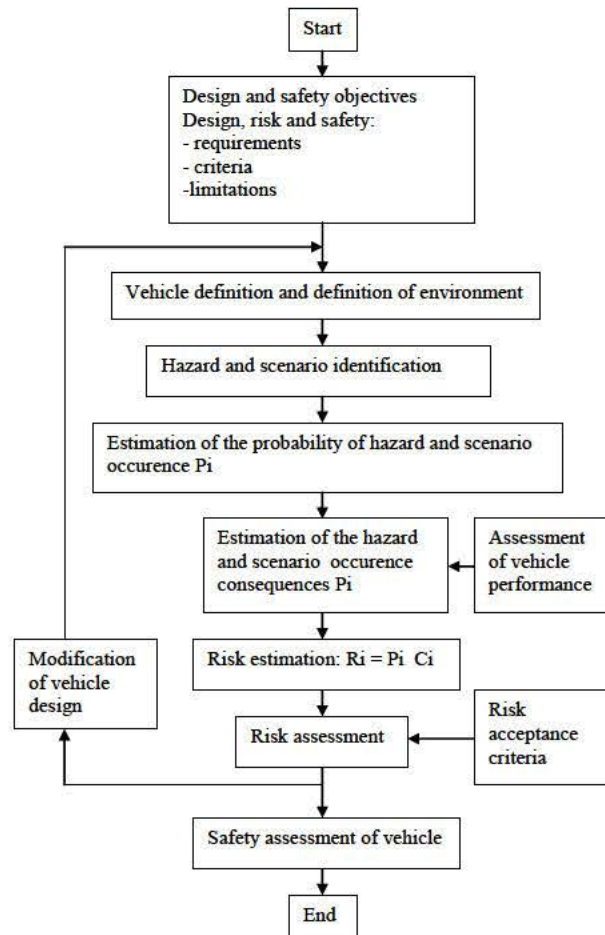 Start
Design and safety objectives
Design, risk and safety:
- requirements
- criteria
-limitations
Vehicle definition and definition of environment
Hazard and scenario identification
Estimation of the probability of hazard and scenario
occurence Pi
Estimation of the hazard
and scenario occurence
consequences Pi
Assessment
of vehicle
performance
Risk estimation: Ri = Pi Ci
Modification
of vehicle
design
Risk assessment
Risk
acceptance
criteria
Safety assessment of vehicle
End